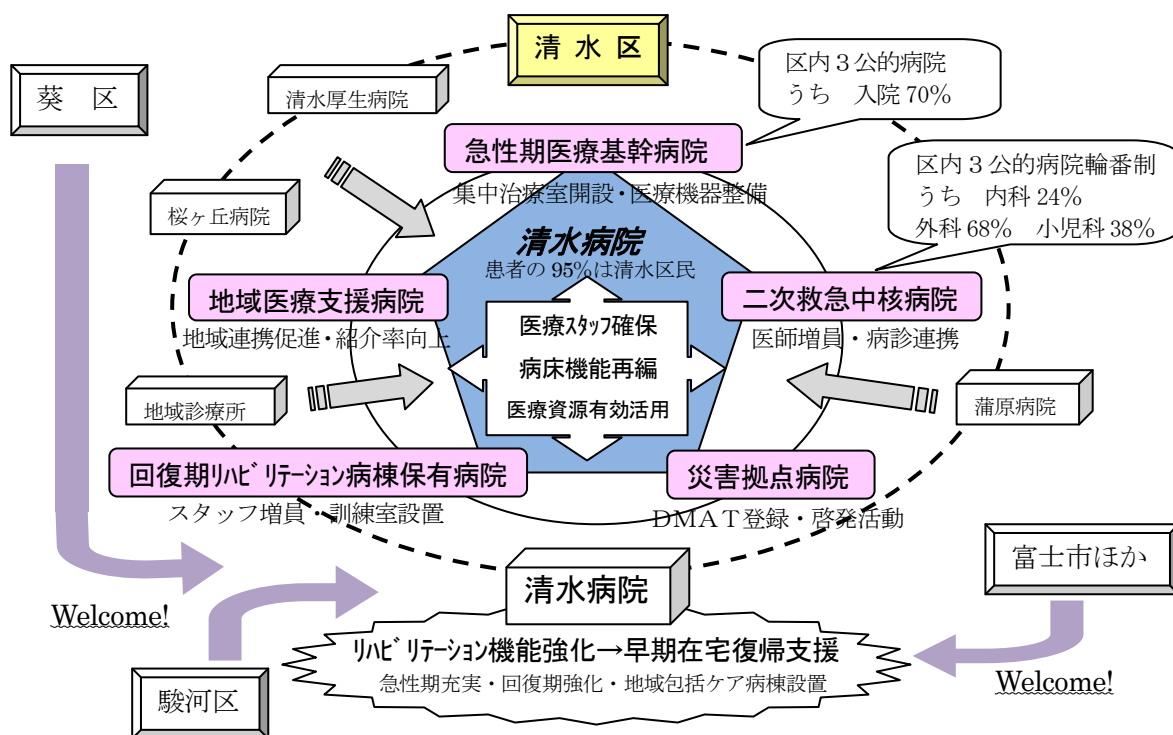 清 水 区
葵　区
清水厚生病院
区内３公的病院
うち　入院 70%
急性期医療基幹病院
集中治療室開設・医療機器整備
区内３公的病院輪番制
うち　内科 24%
外科 68%　小児科 38%
桜ヶ丘病院
清水病院
患者の 95%は清水区民
地域医療支援病院
地域連携促進・紹介率向上
二次救急中核病院
医師増員・病診連携
医療ｽﾀｯﾌ確保
病床機能再編
医療資源有効活用
地域診療所
蒲原病院
回復期ﾘﾊﾋﾞﾘﾃｰｼｮﾝ病棟保有病院
スタッフ増員・訓練室設置
災害拠点病院
ＤＭＡＴ登録・啓発活動
清水病院
富士市ほか
Welcome!
ﾘﾊﾋﾞﾘﾃｰｼｮﾝ機能強化→早期在宅復帰支援
急性期充実・回復期強化・地域包括ケア病棟設置
Welcome!
駿河区